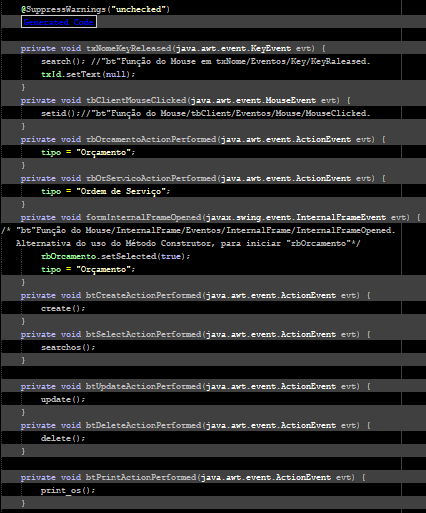 @SuppressWarnings("unchecked")
Generated Code
private void txNomeKeyReleased(java.awt.event.KeyEvent evt) {
search(); //"bt"Função do Mouse em txNome/Eventos/Key/KeyRaleased.
txId.setText(null);
}
private void tbClientMouseClicked(java.awt.event.MouseEvent evt) {
setid();//"bt"Função do Mouse/tbClient/Eventos/Mouse/MouseClicked.
}
private void rbOrcamentoActionPerformed(java.awt.event.ActionEvent evt) {
tipo = "Orçamento";
}
private void rbOrServicoActionPerformed(java.awt.event.ActionEvent evt) {
tipo = "Ordem de Serviço";
}
private void formInternalFrameOpened(javax.swing.event.InternalFrameEvent evt) {
/* "bt"Função do Mouse/InternalFrame/Eventos/InternalFrame/InternalFrameOpened.
Alternativa do uso do Método Construtor, para iniciar "rbOrcamento"*/
rbOrcamento.setSelected(true);
tipo = "Orçamento";
}
private void btCreateActionPerformed(java.awt.event.ActionEvent evt) {
create();
}
private void btSelectActionPerformed(java.awt.event.ActionEvent evt) {
searchos();
}
private void btUpdateActionPerformed(java.awt.event.ActionEvent evt) {
update();
}
private void btDeleteActionPerformed(java.awt.event.ActionEvent evt) {
delete();
}
private void btPrintActionPerformed(java.awt.event.ActionEvent evt) {
print_os();
}